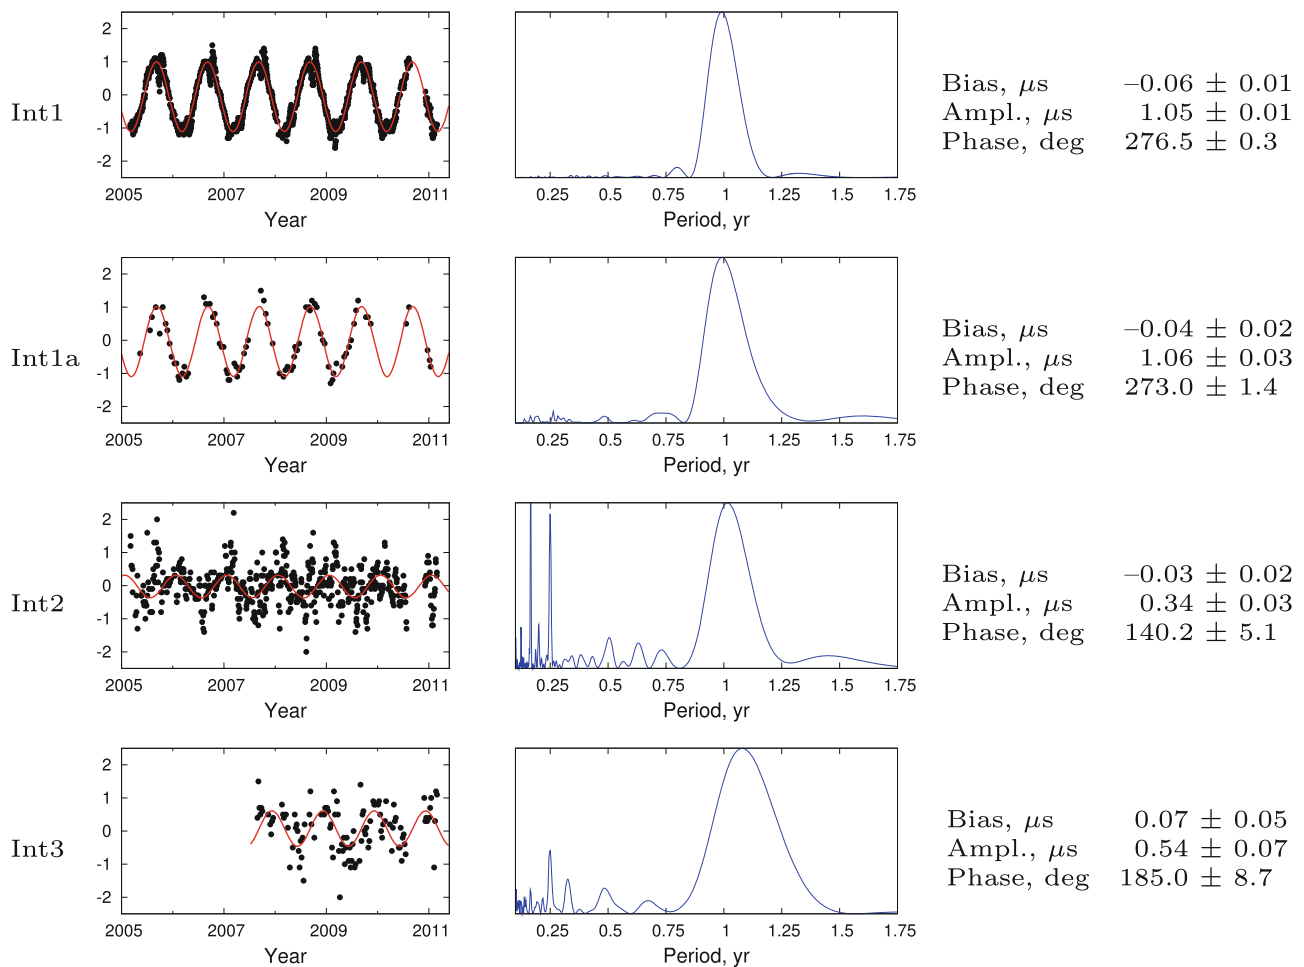 Int1
2
1
0
-1
-2
2005 2007 2009 2011
Year
0.25 0.5 0.75 1 1.25 1.5 1.75
Period, yr
Bias, μs –0.06 ± 0.01
Ampl., μs 1.05 ± 0.01
Phase, deg 276.5 ± 0.3
Int1a
2
1
0
-1
-2
2005 2007 2009 2011
Year
0.25 0.5 0.75 1 1.25 1.5 1.75
Period, yr
Bias, μs –0.04 ± 0.02
Ampl., μs 1.06 ± 0.03
Phase, deg 273.0 ± 1.4
Int2
2
1
0
-1
-2
2005 2007 2009 2011
Year
0.25 0.5 0.75 1 1.25 1.5 1.75
Period, yr
Bias, μs –0.03 ± 0.02
Ampl., μs 0.34 ± 0.03
Phase, deg 140.2 ± 5.1
Int3
2
1
0
-1
-2
2005 2007 2009 2011
Year
0.25 0.5 0.75 1 1.25 1.5 1.75
Period, yr
Bias, μs 0.07 ± 0.05
Ampl., μs 0.54 ± 0.07
Phase, deg 185.0 ± 8.7